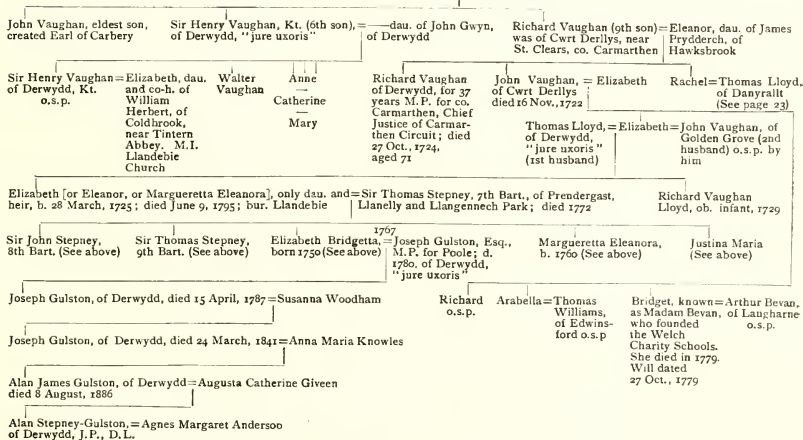 John Vaughan, eldest son,
created Earl of Carbery
Sir Henry Vaughan, Kt. (6th son),=——dau. of John Gwyn,
of Derwydd, "jure uxoris" of Derwydd
Richard Vaughan (9th son)=Eleanor, dau. of James
was of Cwrt Derllys, near Prydderch, of
St. Clears, co. Carmarthen Hawksbrook
Sir Henry Vaughan=Elizabeth, dau.
of Derwydd, Kt. and co-h. of
o.s.p. William
Herbert, of
Coldbrook,
near Tintern
Abbey. M.I.
Llandebie
Church
Walter
Vaughan
Anne
—
Catherine
—
Mary
Richard Vaughan
of Derwydd, for 37
years M.P. for co.
Carmarthen, Chief
Justice of Carmar-
then Circuit; died
27 Oct., 1724,
aged 71
John Vaughan, = Elizabeth
of Cwrt Derllys
died 16 Nov., 1722
Rachel=Thomas Lloyd,
of Danyrallt
(See page 23)
Thomas Lloyd,=Elizabeth=John Vaughan, of
of Derwydd, Golden Grove (2nd
"jure uxoris" husband) o.s.p. by
(1st husband) him
Elizabeth [or Eleanor, or Margueretta Eleanora], only dau. and=Sir Thomas Stepney, 7th Bart., of Prendergast,
heir, b. 28 March, 1725; died June 9, 1795; bur. Llandebie Llanelly and Llangennech Park; died 1772
Richard Vaughan
Lloyd, ob. infant, 1729
Sir John Stepney,
8th Bart. (See above)
Sir Thomas Stepney,
9th Bart. (See above)
1767
Elizabeth Bridgetta,=Joseph Gulston, Esq.,
born 1750 (See above) M.P. for Poole; d.
1780. of Derwydd,
"jure uxoris"
Margueretta Eleanora,
b. 1760 (See above)
Justina Maria
(See above)
Joseph Gulston, of Derwydd, died 15 April, 1787=Susanna Woodham
Richard
o.s.p.
Arabella=Thomas
Williams,
of Edwins-
ford o.s.p
Bridget, known=Arthur Bevan,
as Madam Bevan, of Laugharne
who founded o.s.p.
the Welch
Charity Schools.
She died in 1779.
Will dated
27 Oct., 1779
Joseph Gulston, of Derwydd, died 24 March, 1841=Anna Maria Knowles
Alan James Gulston, of Derwydd=Augusta Catherine Giveen
died 8 August, 1886
Alan Stepney-Gulston,=Agnes Margaret Andersoo
of Derwydd, J.P., D.L.